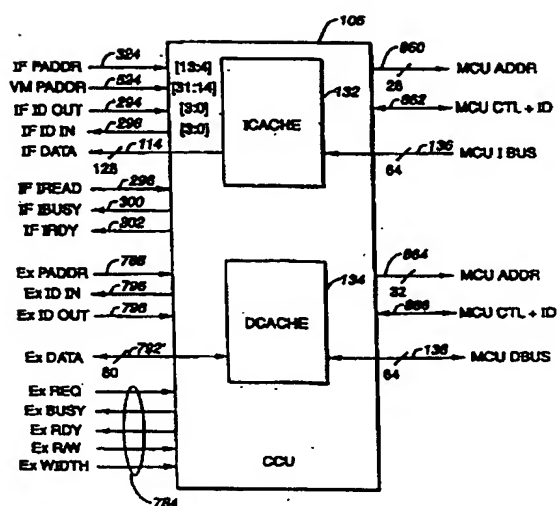 106
IF PADDR 324 [13:4] 860 MCU ADDR
28
VM PADDR 524 [31:14] 132
IF ID OUT 294 [3:0] 862 MCU CTL + ID
IF ID IN 296 [3:0] ICACHE
IF DATA 114 136 MCU I BUS
128 64
IF IREAD 298
IF IBUSY 300
IF IRDY 302
864 MCU ADDR
32
Ex PADDR 788 134
Ex ID IN 796 866 MCU CTL + ID
Ex ID OUT 798 DCACHE
Ex DATA 792' 138 MCU DBUS
80 64
Ex REQ
Ex BUSY
Ex RDY
Ex R/W CCU
Ex WIDTH
784